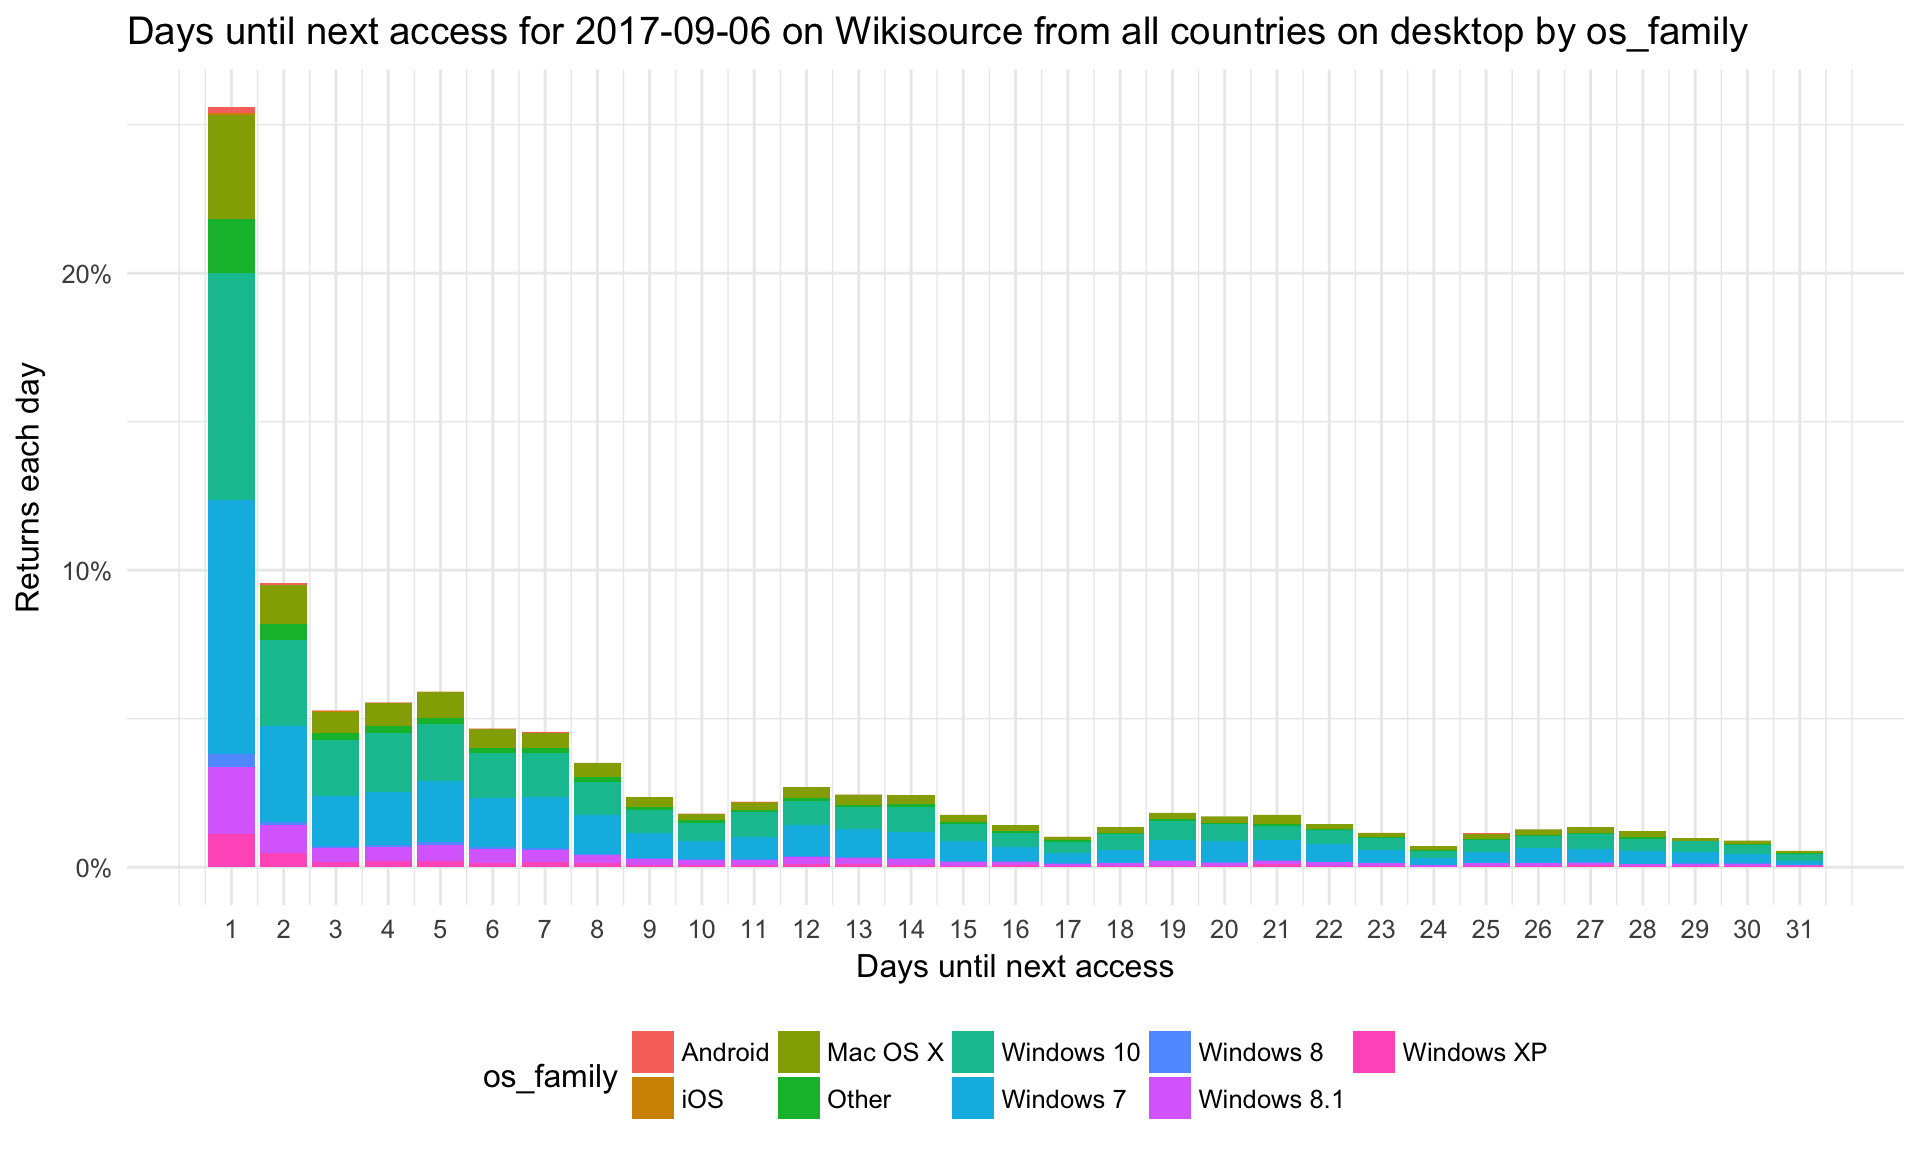 Days until next access for 2017-09-06 on Wikisource from all countries on desktop by os_family
Returns each day
20%
10%
0%
1 2 3 4 5 6 7 8 9 10 11 12 13 14 15 16 17 18 19 20 21 22 23 24 25 26 27 28 29 30 31
Days until next access
os_family
Android Mac OS X Windows 10 Windows 8 Windows XP
iOS Other Windows 7 Windows 8.1